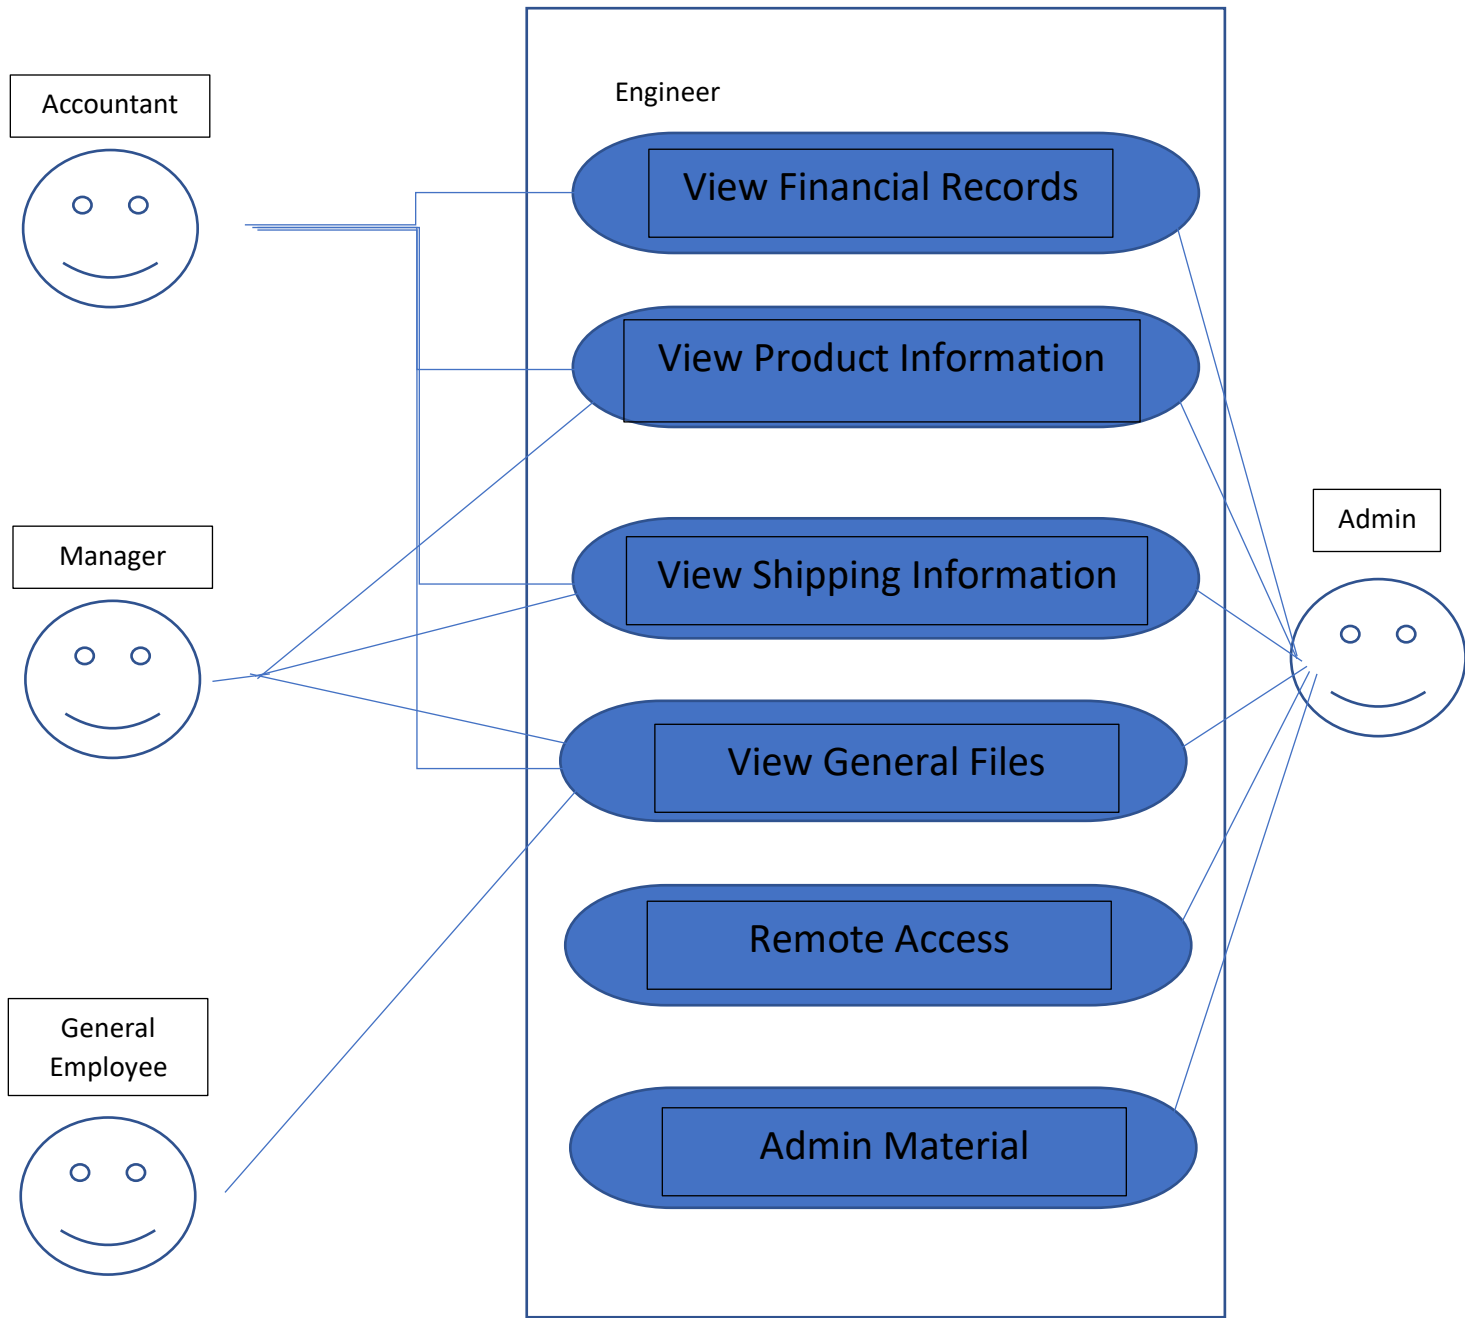 Engineer
Accountant
View Financial Records
View Product Information
Admin
Manager
View Shipping Information
View General Files
Remote Access
General
Employee
Admin Material